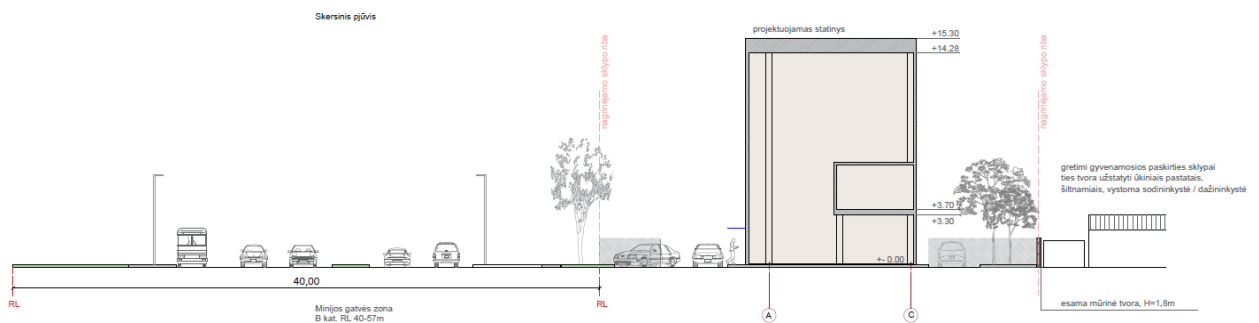 Skersinis pjūvis
projektuojamas statinys
+15.30
+14.28
nagrinėjamo sklypo riba
nagrinėjamo sklypo riba
gretimi gyvenamosios paskirties sklypai
ties tvora užstatyti ūkiniais pastatais,
šiltnamiais, vystoma sodininkystė / daržininkystė
+3.70
+3.30
+- 0.00
40,00
RL
RL
Minijos gatvės zona
B kat. RL 40-57m
A
C
esama mūrinė tvora, H=1,8m